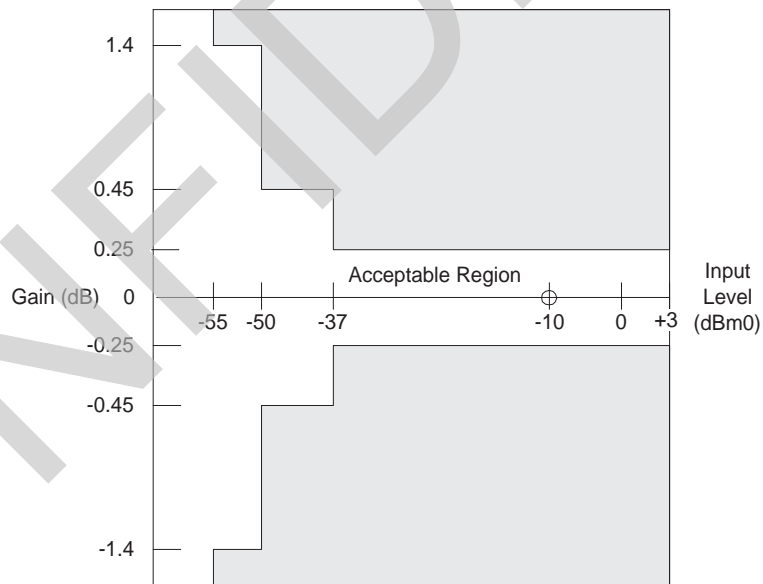 1.4
0.45
0.25
Acceptable Region
Input
Gain (dB) 0
Level
-55 -50 -37 -10 0 +3 (dBm0)
-0.25
-0.45
-1.4
NFID